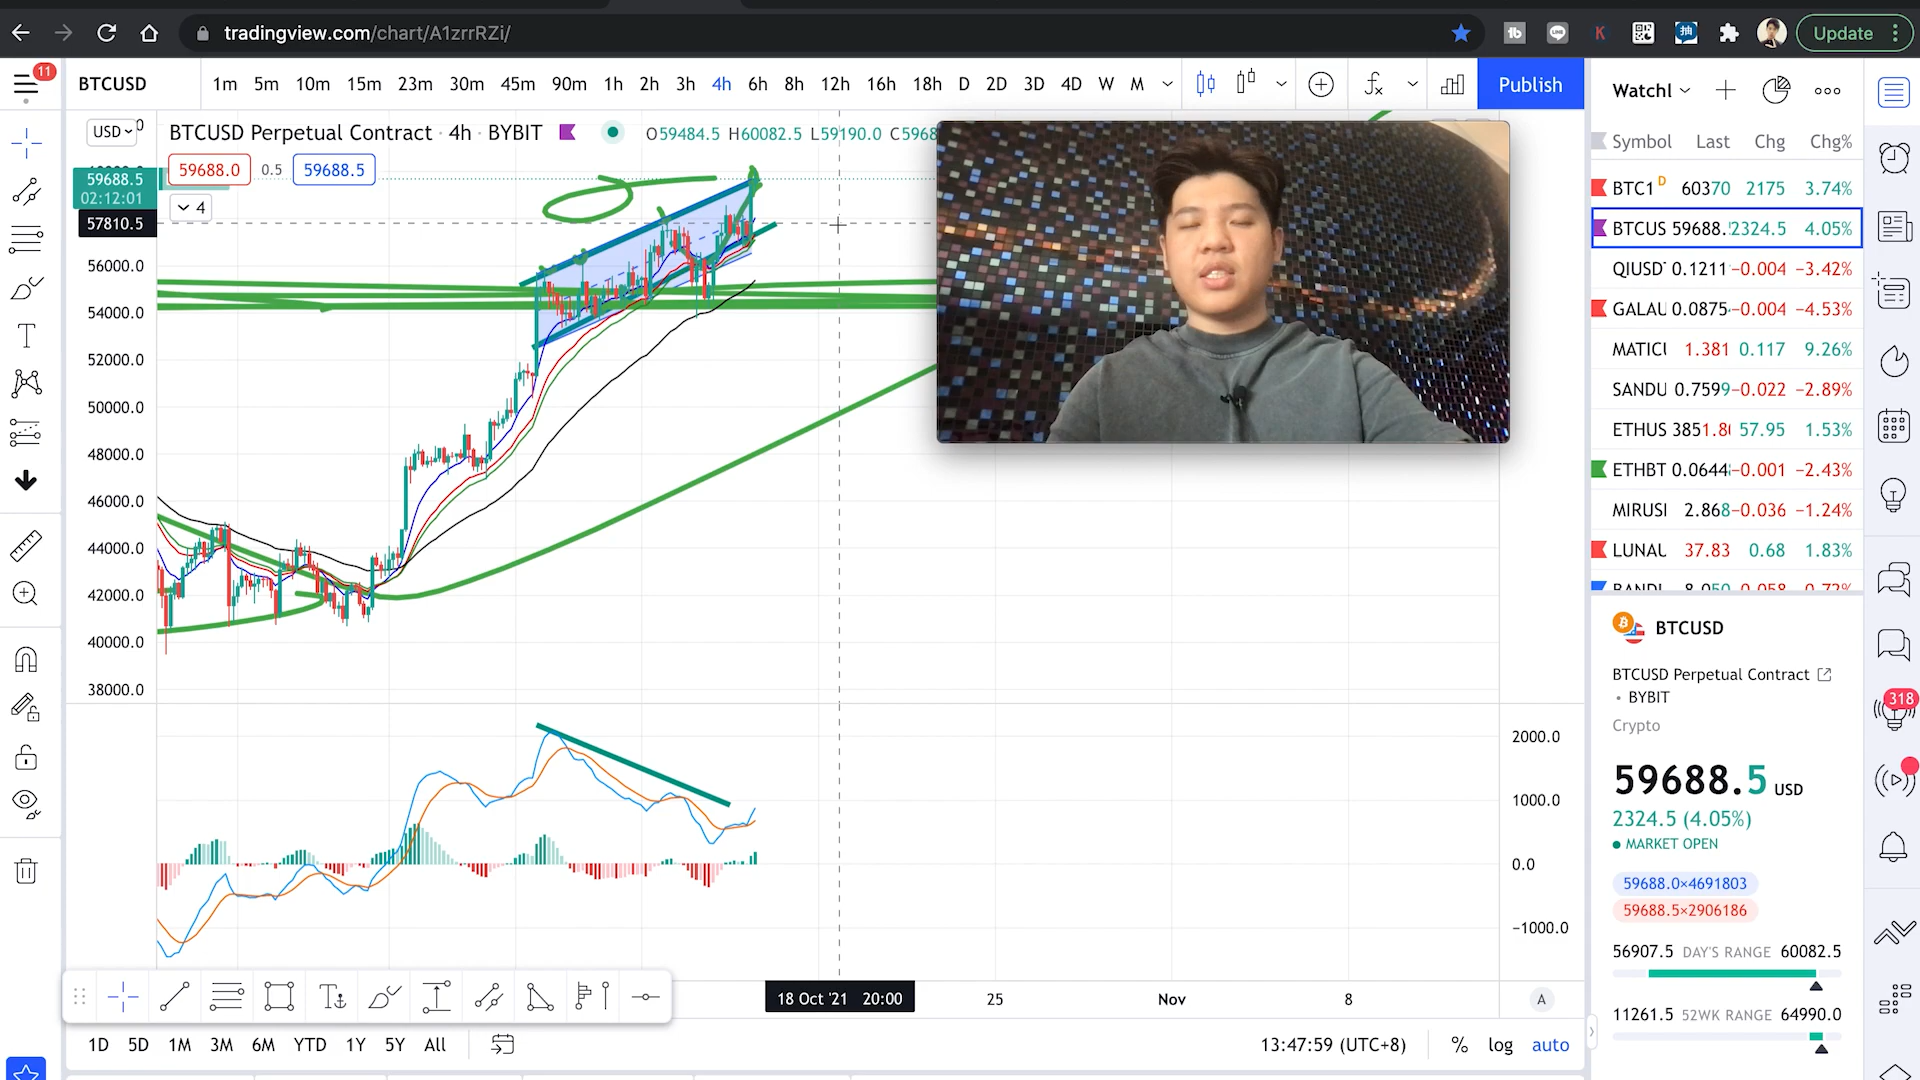 tradingview.com/chart/A1zrrRZi/
Update
11
BTCUSD
1m 5m 10m 15m 23m 30m 45m 90m 1h 2h 3h 4h 6h 8h 12h 16h 18h D 2D 3D 4D W M
Publish
Watchl
USD
BTCUSD Perpetual Contract · 4h · BYBIT
O59484.5 H60082.5 L59190.0 C5968
59688.0 0.5 59688.5
4
59688.5
02:12:01
57810.5
56000.0
54000.0
52000.0
50000.0
48000.0
46000.0
44000.0
42000.0
40000.0
38000.0
2000.0
1000.0
0.0
−1000.0
18 Oct '21 20:00
25
Nov
8
A
1D 5D 1M 3M 6M YTD 1Y 5Y All
13:47:59 (UTC+8)
% log auto
Symbol Last Chg Chg%
BTC1 D 60370 2175 3.74%
BTCUS 59688. 2324.5 4.05%
QIUSD 0.1211 −0.004 −3.42%
GALAU 0.0875 −0.004 −4.53%
MATICI 1.381 0.117 9.26%
SANDU 0.7599 −0.022 −2.89%
ETHUS 3851.8 57.95 1.53%
ETHBT 0.0644 −0.001 −2.43%
MIRUSI 2.868 −0.036 −1.24%
LUNAU 37.83 0.68 1.83%
BANDI 8.050 −0.058 −0.72%
BTCUSD
BTCUSD Perpetual Contract
• BYBIT
Crypto
59688.5 USD
2324.5 (4.05%)
MARKET OPEN
59688.0×4691803
59688.5×2906186
56907.5 DAY'S RANGE 60082.5
11261.5 52WK RANGE 64990.0
318